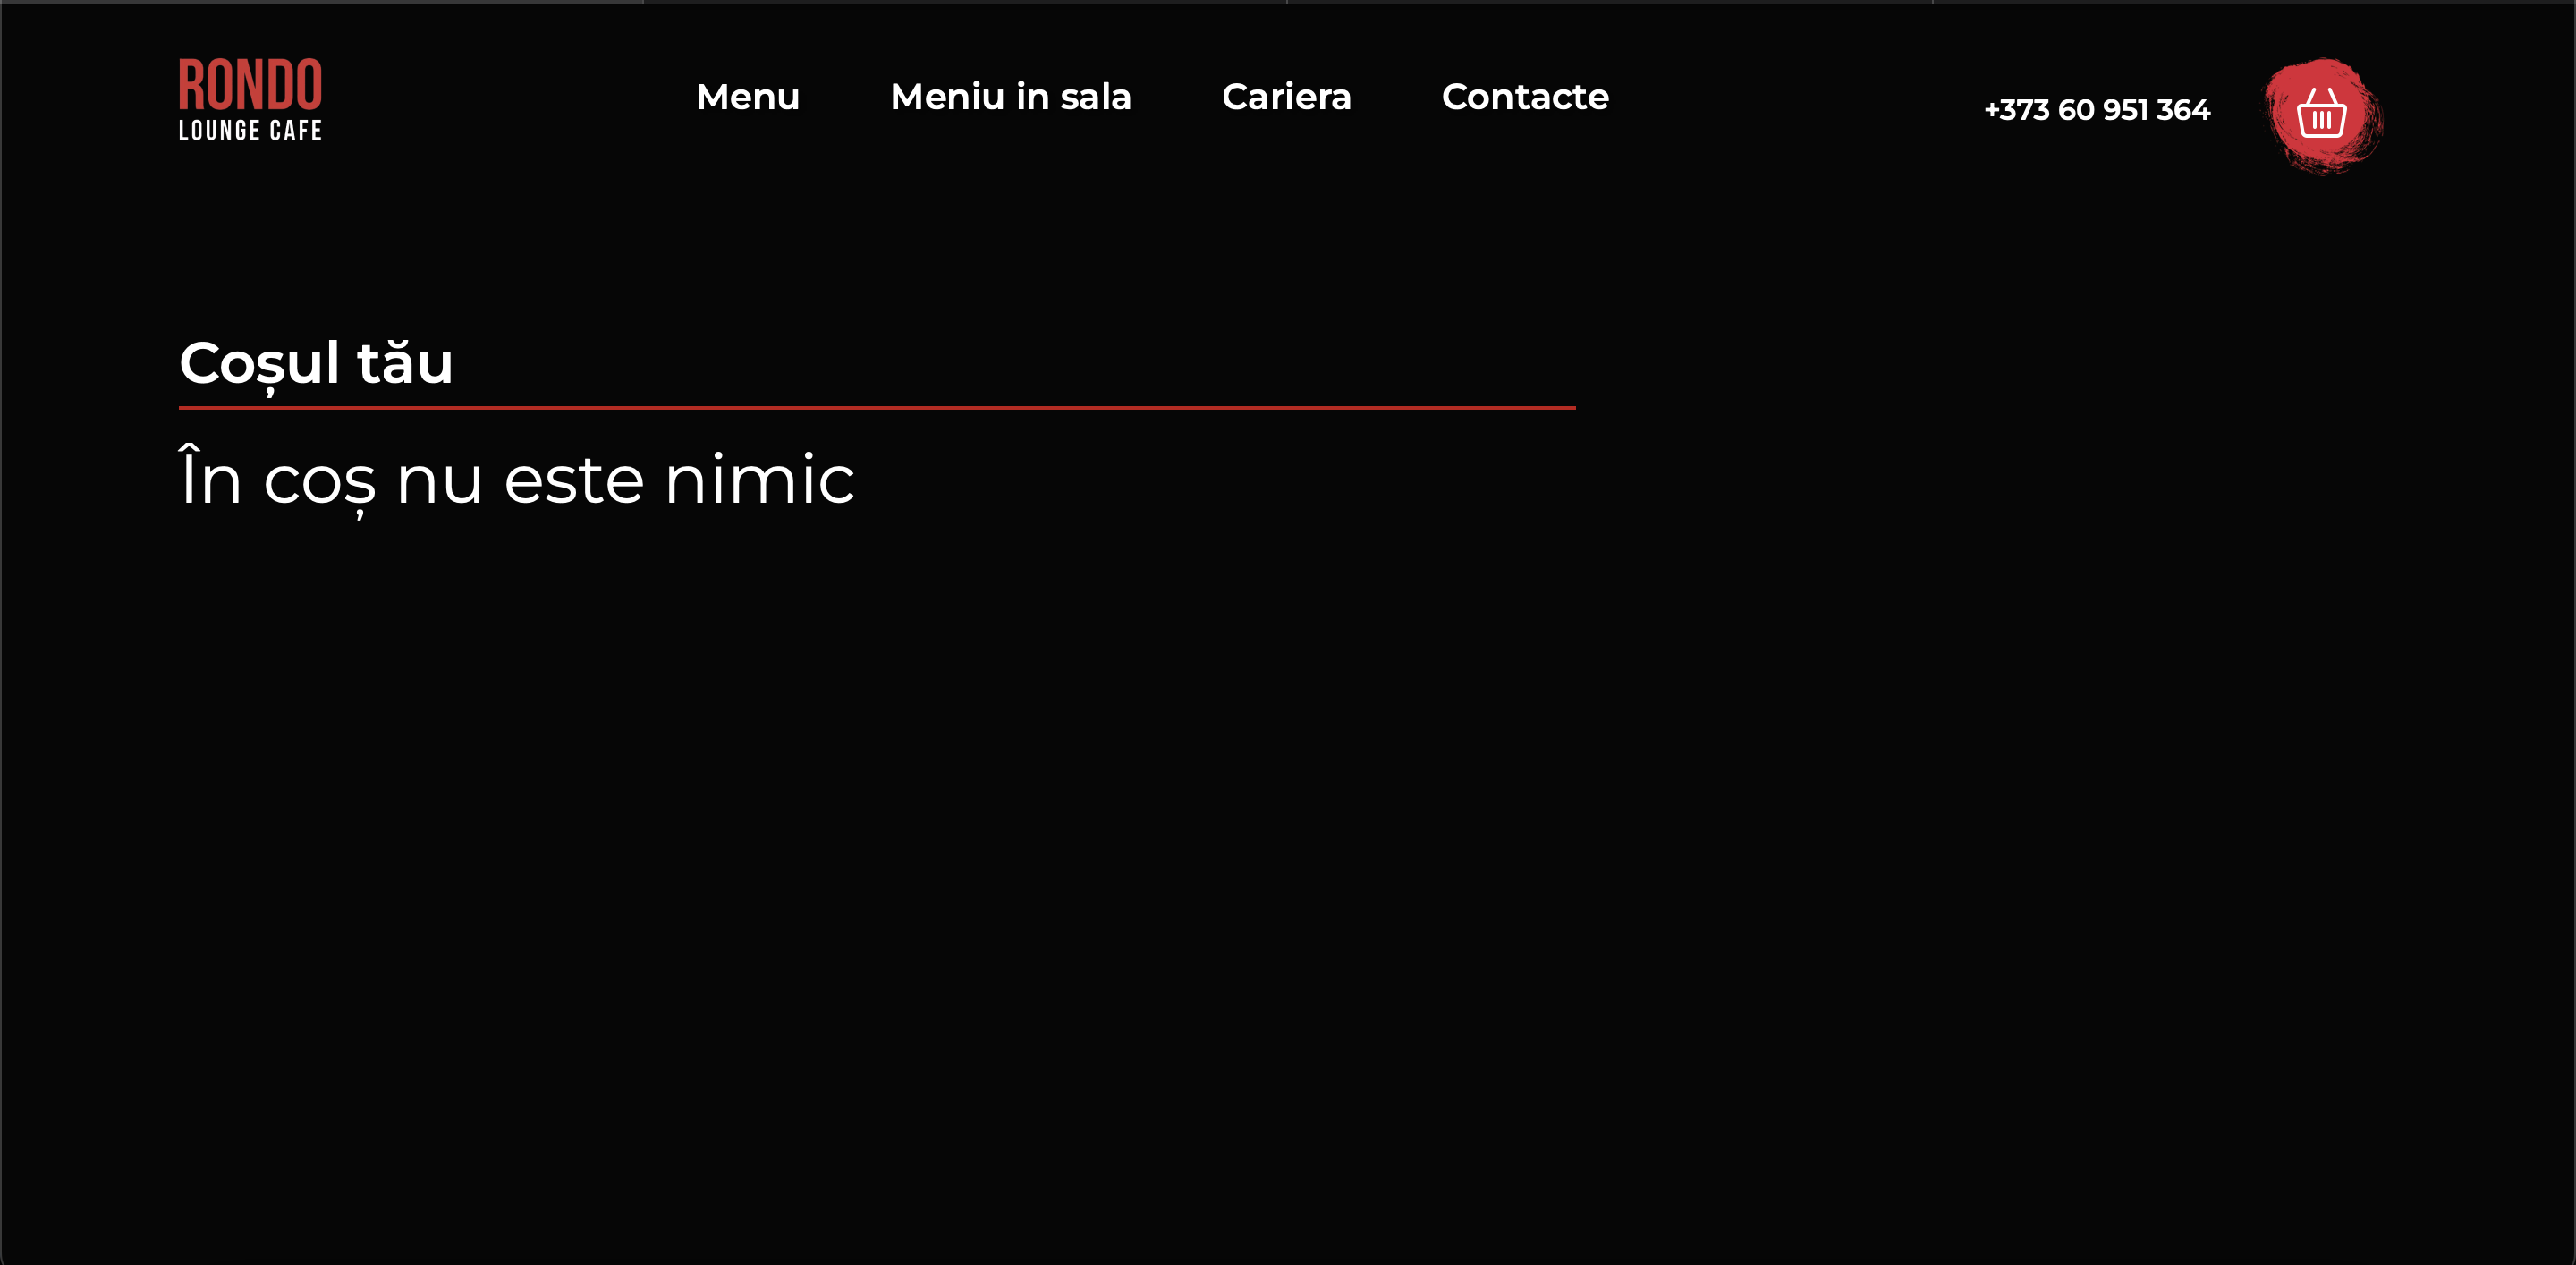 RONDO
LOUNGE CAFE
Menu
Meniu in sala
Cariera
Contacte
+373 60 951 364
Coșul tău
În coș nu este nimic